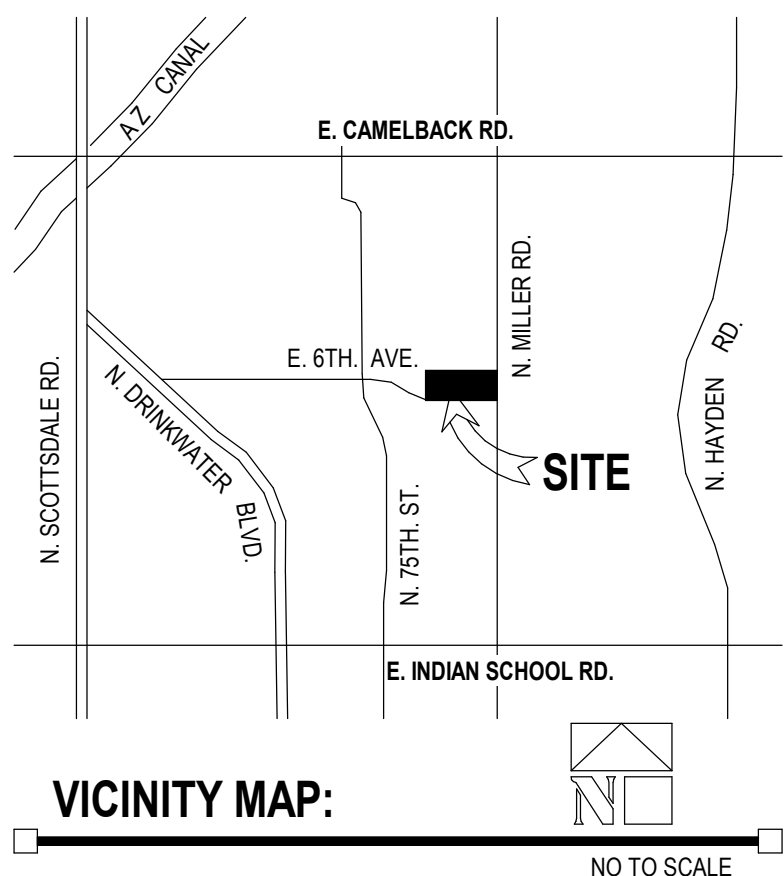 AZ CANAL
E. CAMELBACK RD.
N. MILLER RD.
E. 6TH. AVE.
N. HAYDEN RD.
N. SCOTTSDALE RD.
N. DRINKWATER BLVD.
SITE
N. 75TH. ST.
E. INDIAN SCHOOL RD.
N
VICINITY MAP:
NO TO SCALE